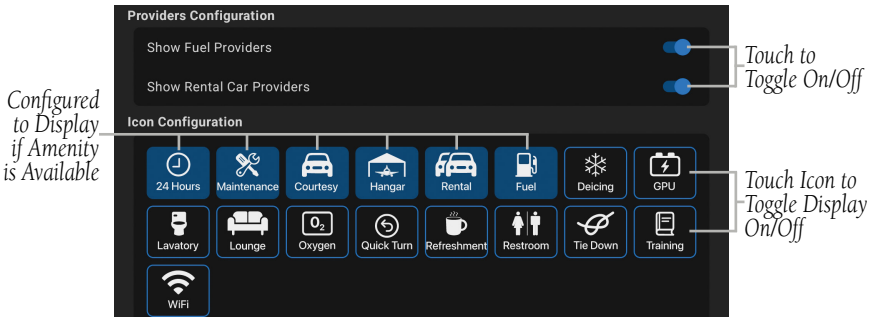 Providers Configuration
Show Fuel Providers
Show Rental Car Providers
Touch to
Toggle On/Off
Icon Configuration
Configured
to Display
if Amenity
is Available
24 Hours
Maintenance
Courtesy
Hangar
Rental
Fuel
Deicing
GPU
Touch Icon to
Toggle Display
On/Off
O2
Lavatory
Lounge
Oxygen
Quick Turn
Refreshment
Restroom
Tie Down
Training
WiFi